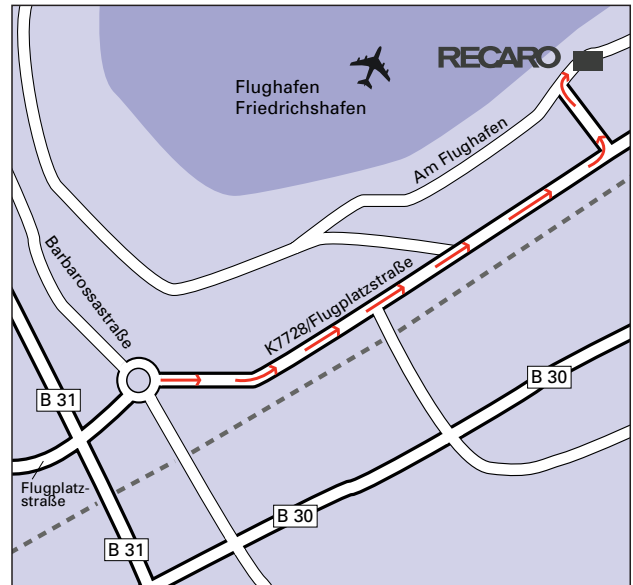 RECARO
Flughafen
Friedrichshafen
Am Flughafen
Barbarossastraße
K7728/Flugplatzstraße
B 31
B 30
Flugplatz-
straße
B 30
B 31